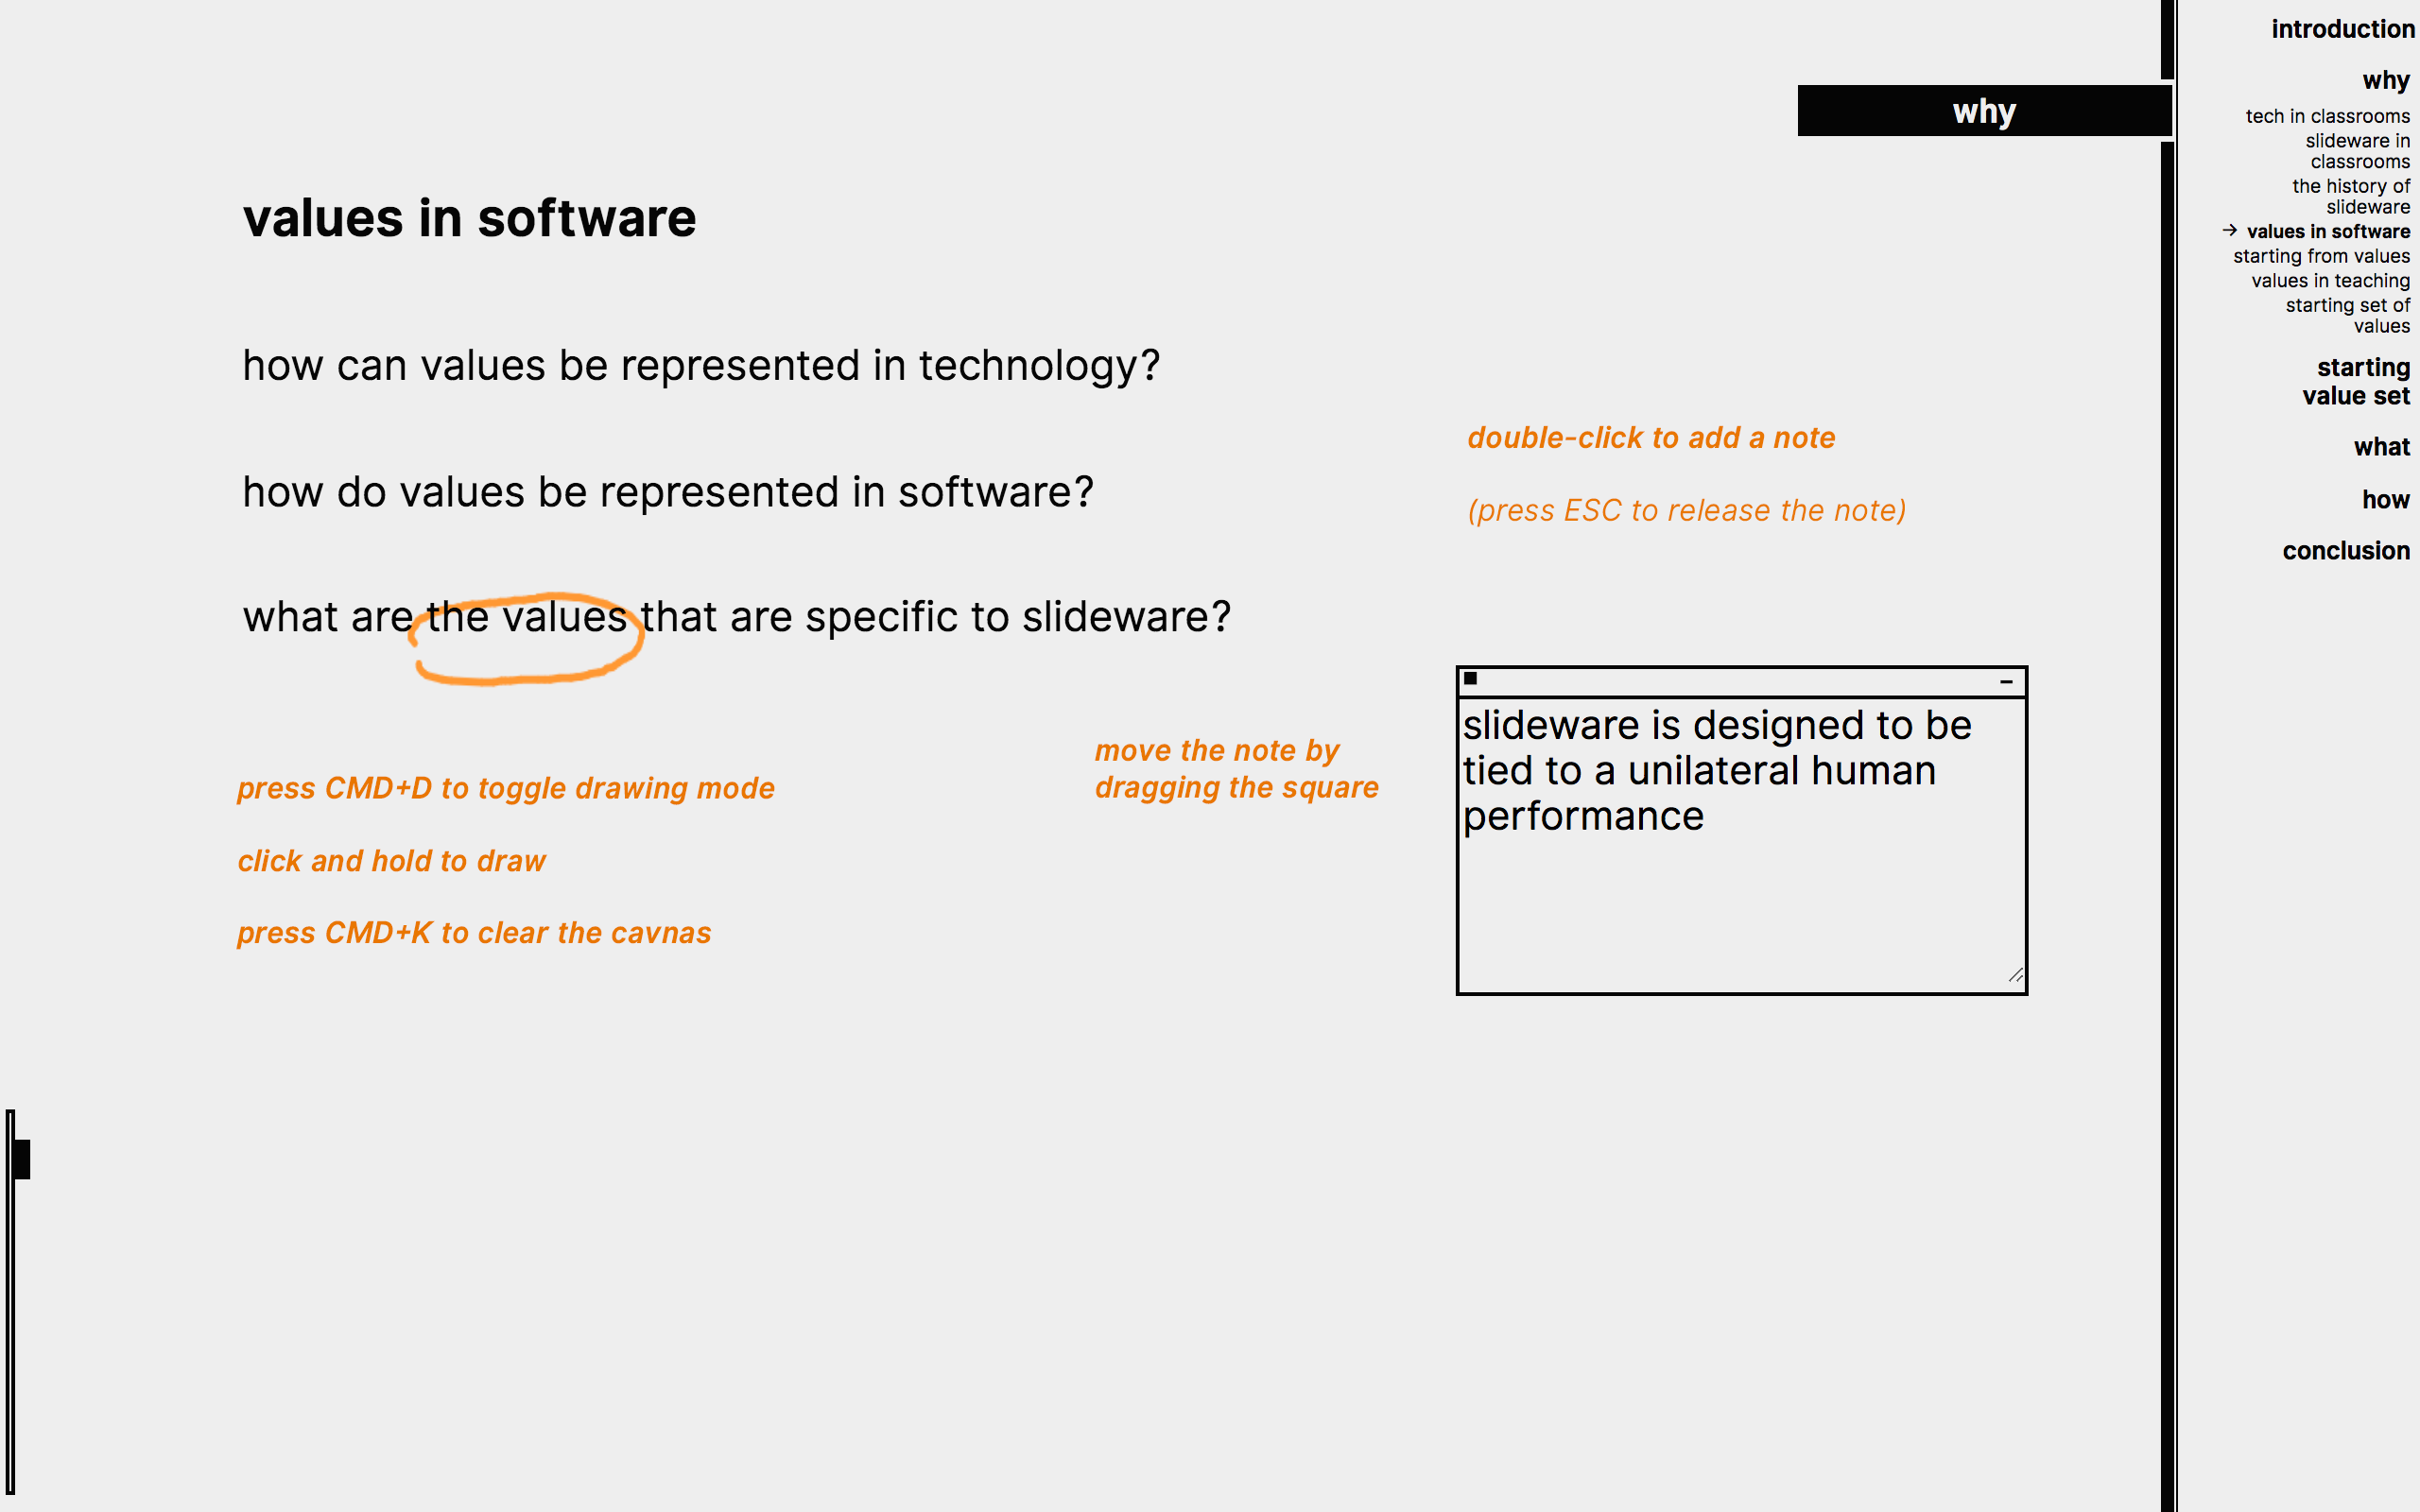 why
values in software
how can values be represented in technology?
how do values be represented in software?
what are the values that are specific to slideware?
double-click to add a note
(press ESC to release the note)
slideware is designed to be
tied to a unilateral human
performance
move the note by
dragging the square
press CMD+D to toggle drawing mode
click and hold to draw
press CMD+K to clear the cavnas
introduction
why
tech in classrooms
slideware in
classrooms
the history of
slideware
→ values in software
starting from values
values in teaching
starting set of
values
starting
value set
what
how
conclusion